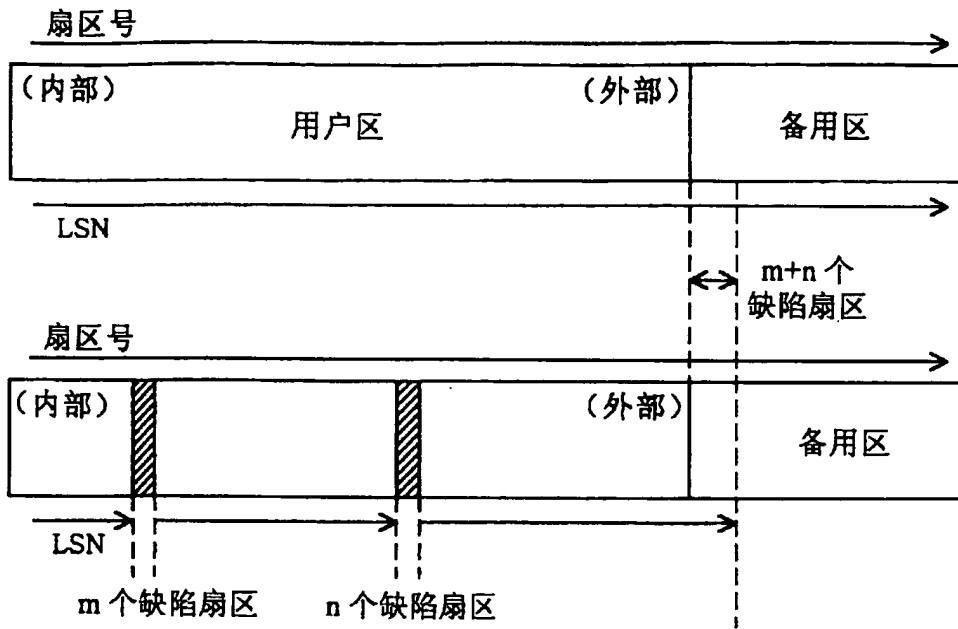 扇区号
(内部) (外部)
用户区 备用区
LSN
m+n 个
缺陷扇区
扇区号
(内部) (外部)
备用区
LSN
m 个缺陷扇区 n 个缺陷扇区